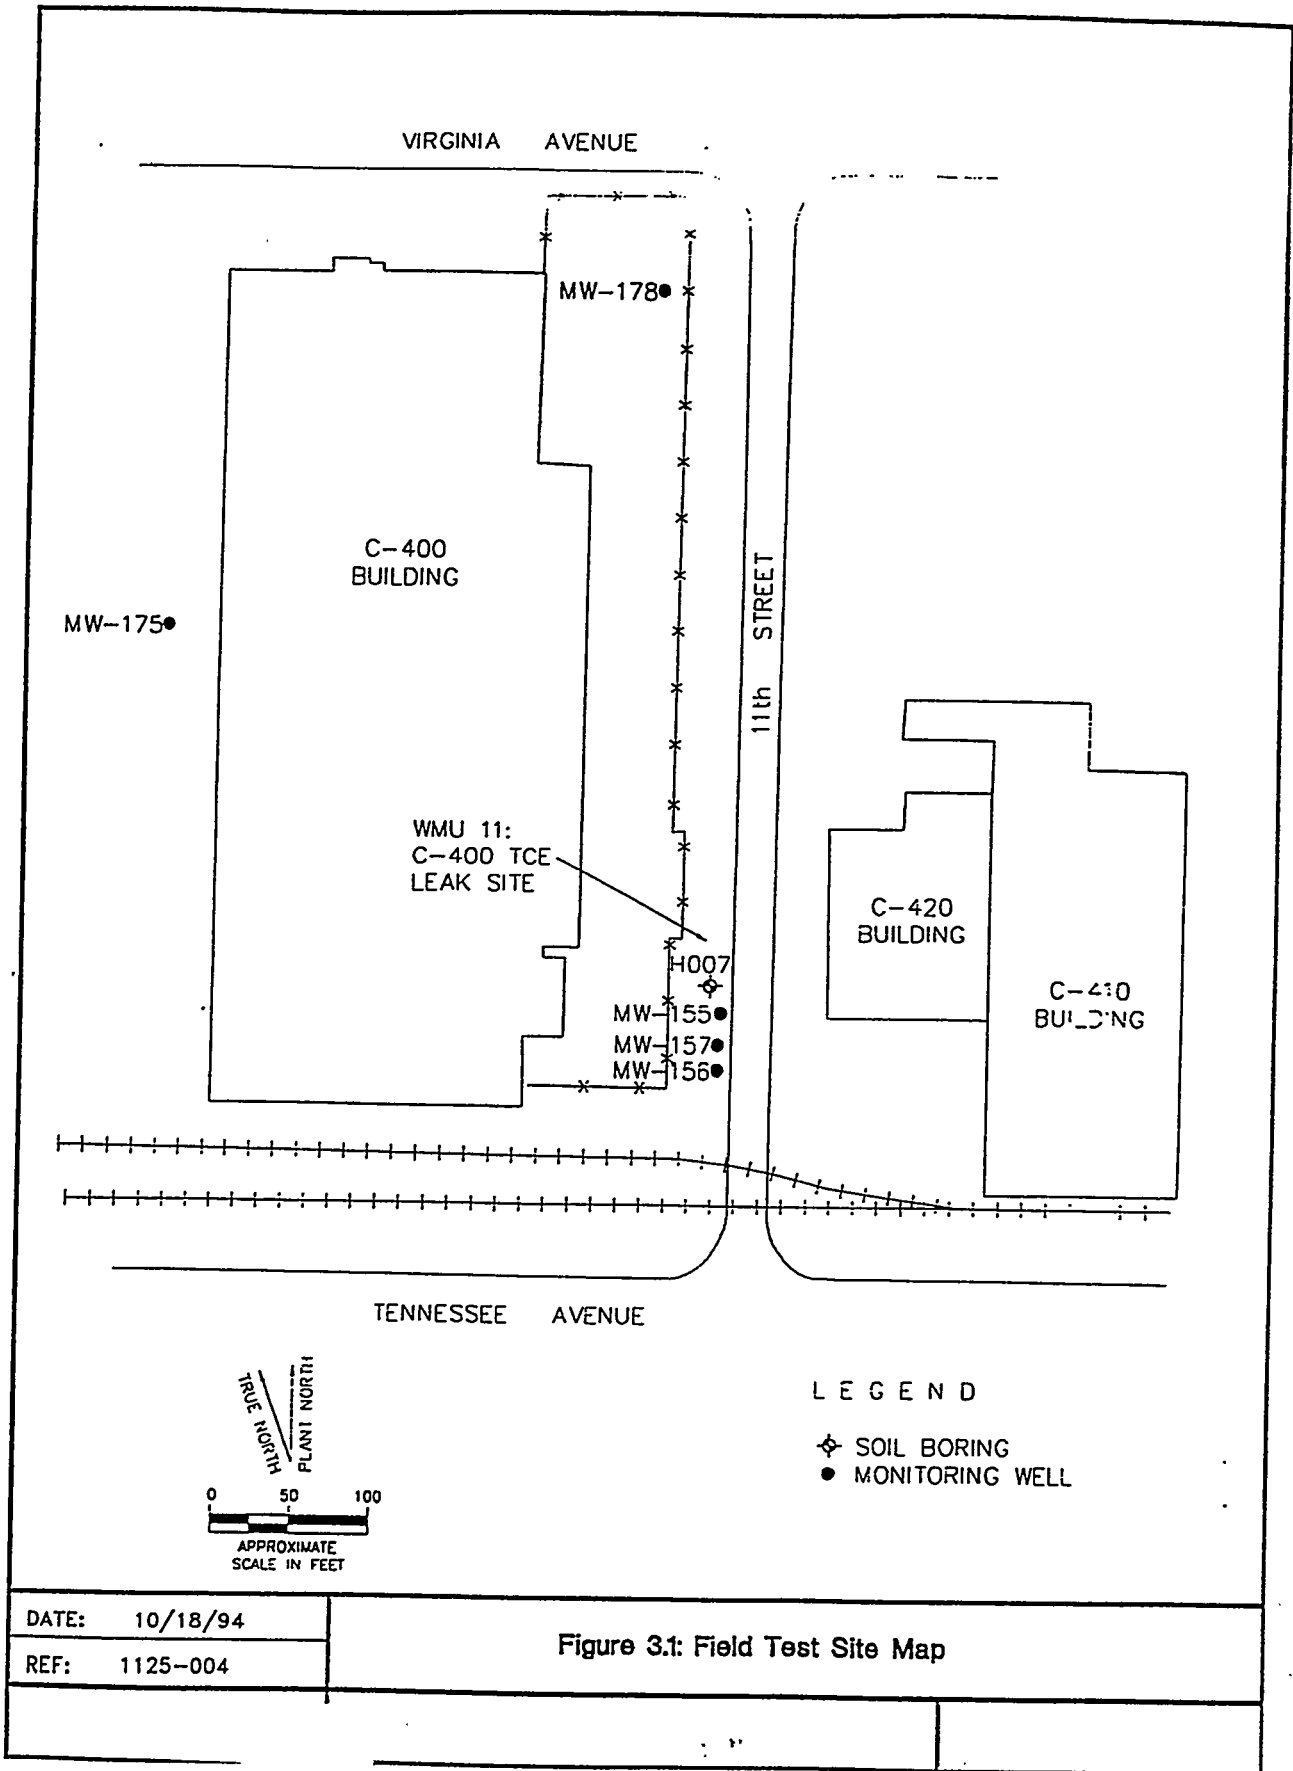 VIRGINIA AVENUE
MW-178
C-400
BUILDING
MW-175
11th STREET
WMU 11:
C-400 TCE
LEAK SITE
C-420
BUILDING
H007
C-410
BUILDING
MW-155
MW-157
MW-156
TENNESSEE AVENUE
TRUE NORTH
PLANT NORTH
LEGEND
SOIL BORING
MONITORING WELL
0 50 100
APPROXIMATE
SCALE IN FEET
DATE: 10/18/94
REF: 1125-004
Figure 3.1: Field Test Site Map